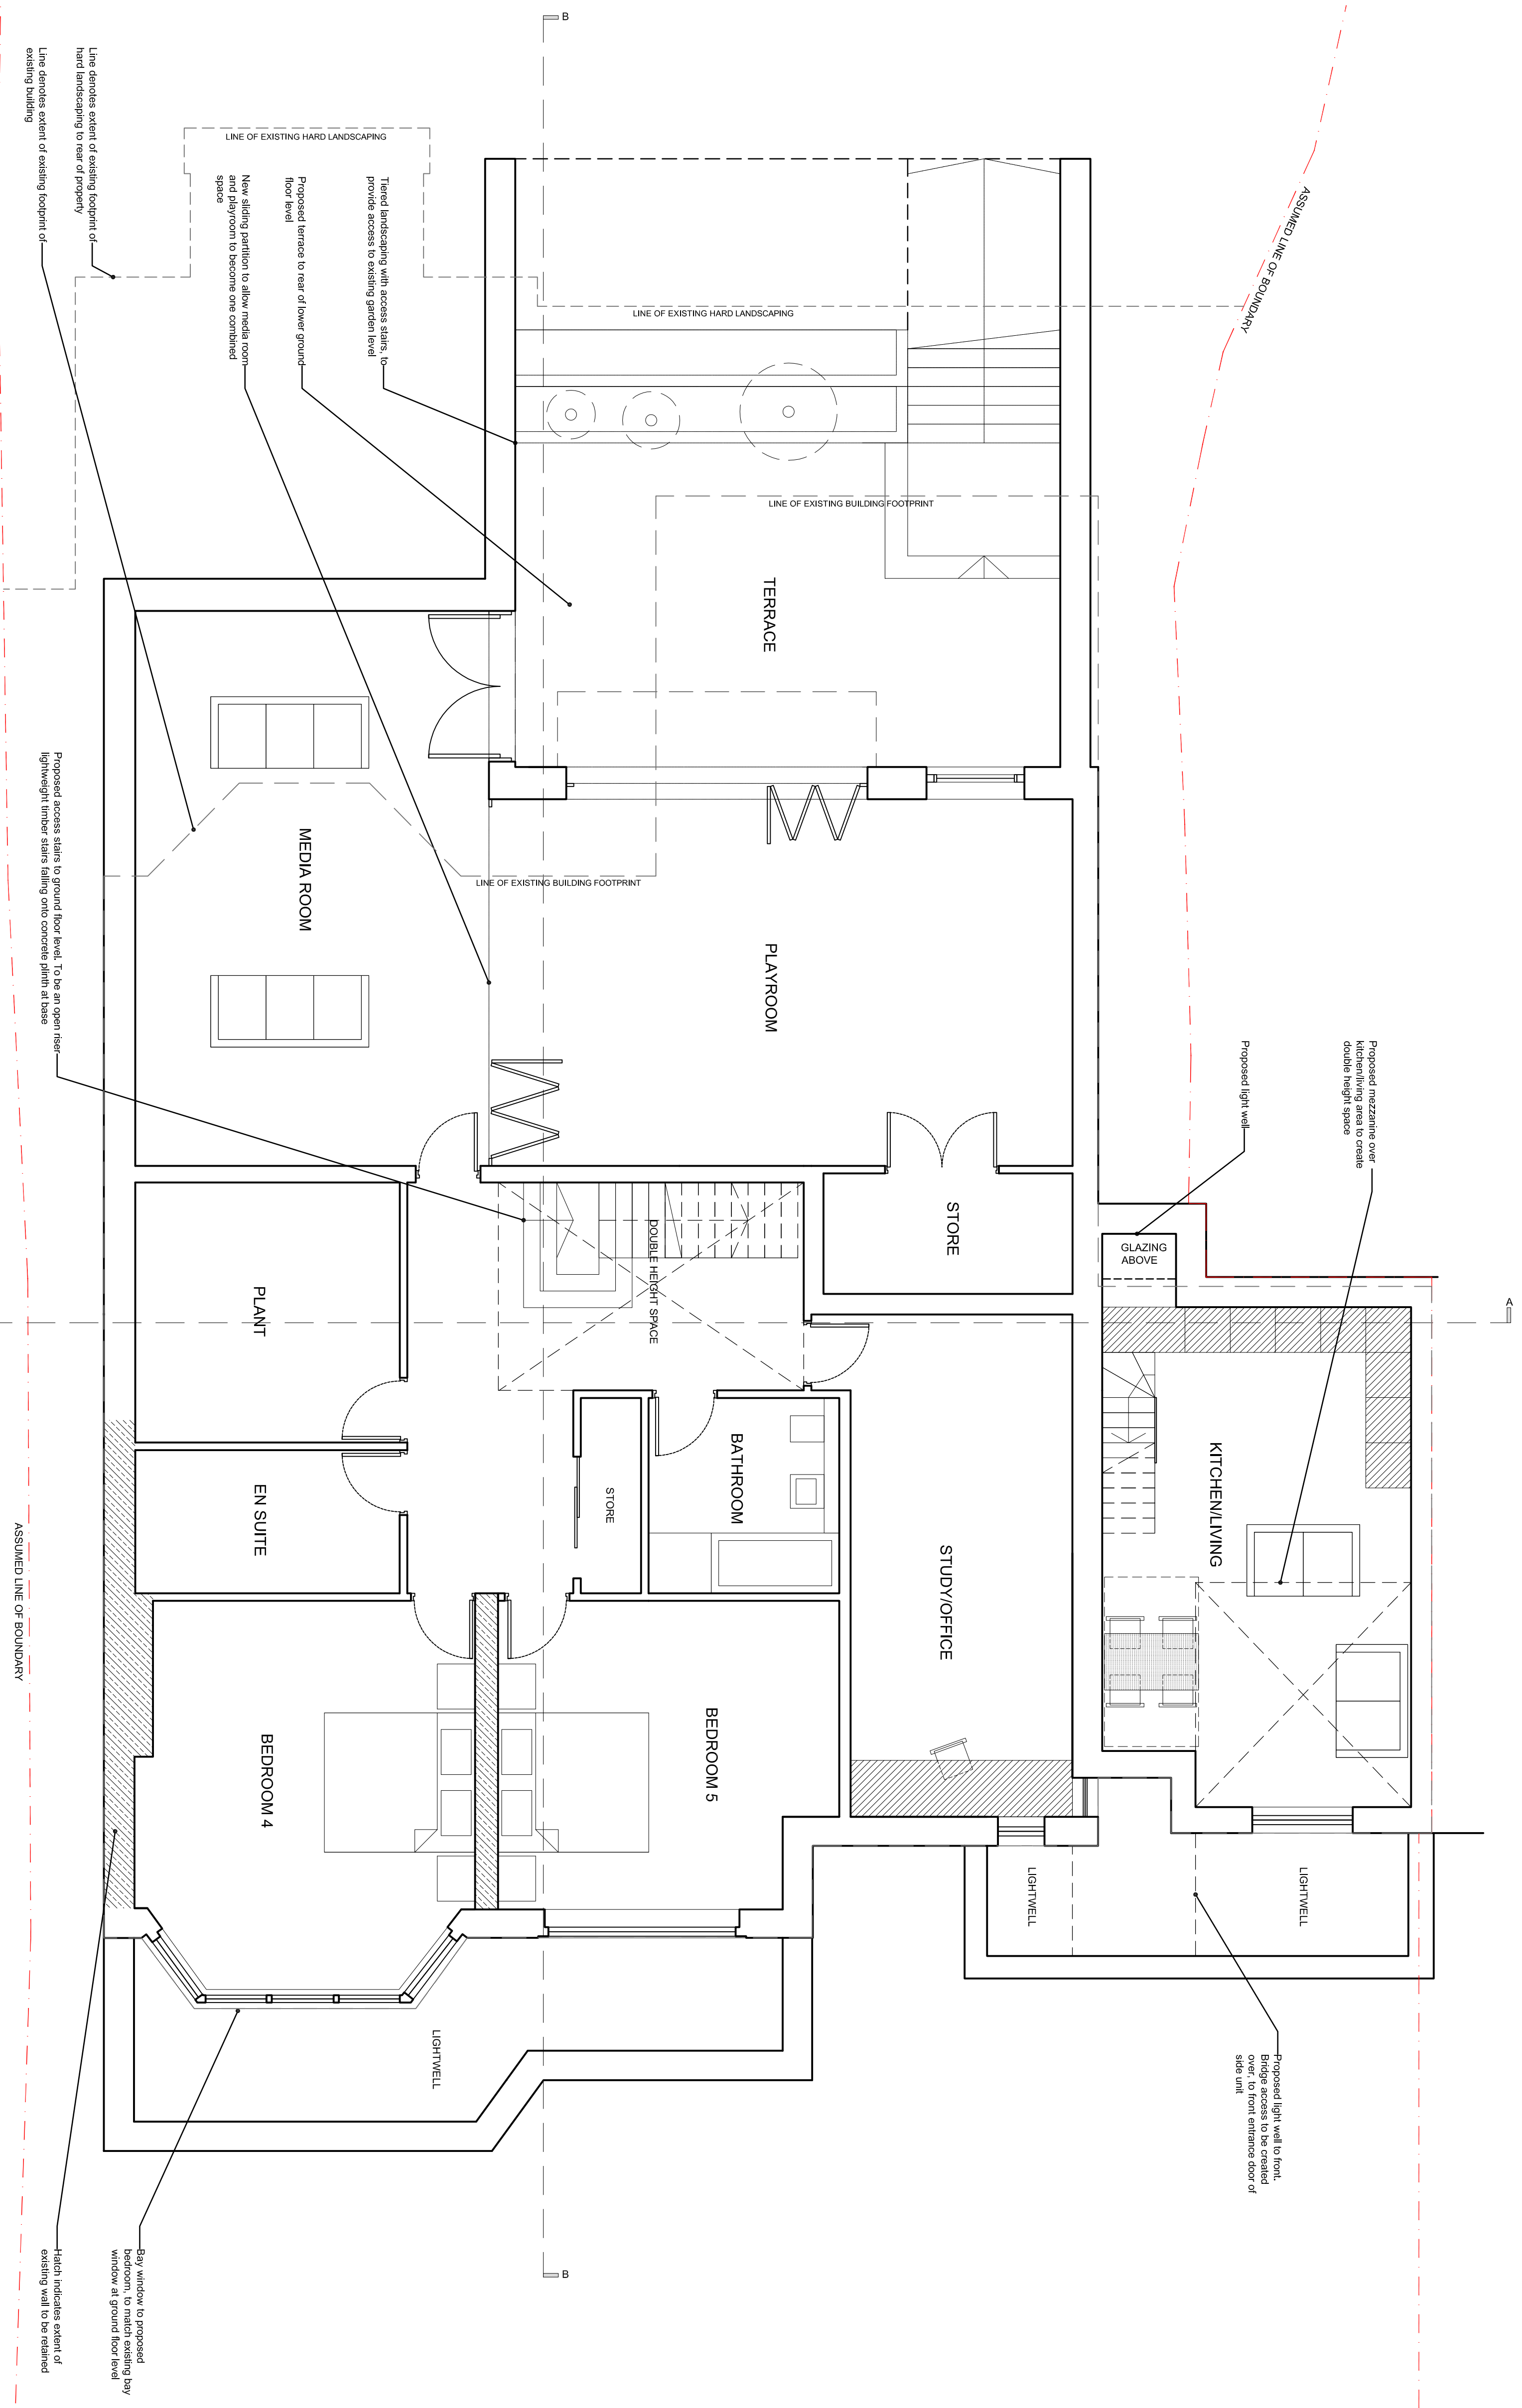 B
Line denotes extent of existing footprint of
hard landscaping to rear of property
Line denotes extent of existing footprint of
existing building
LINE OF EXISTING HARD LANDSCAPING
ASSUMED LINE OF BOUNDARY
Tiered landscaping with access stairs, to
provide access to existing garden level
Proposed terrace to rear of lower ground
floor level
New sliding partition to allow media room
and playroom to become one combined
space
LINE OF EXISTING HARD LANDSCAPING
LINE OF EXISTING BUILDING FOOTPRINT
TERRACE
MEDIA ROOM
LINE OF EXISTING BUILDING FOOTPRINT
PLAYROOM
Proposed access stairs to ground floor level. To be an open riser
lightweight timber stairs falling onto concrete plinth at base
Proposed mezzanine over
kitchen/living area to create
double height space
Proposed light well
GLAZING
ABOVE
STORE
DOUBLE HEIGHT SPACE
PLANT
A
KITCHEN/LIVING
BATHROOM
STORE
EN SUITE
STUDY/OFFICE
ASSUMED LINE OF BOUNDARY
BEDROOM 4
BEDROOM 5
LIGHTWELL
LIGHTWELL
LIGHTWELL
Proposed light well to front.
Bridge access to be created
over, to front entrance door of
side unit
B
Bay window to proposed
bedroom, to match existing bay
window at ground floor level
Hatch indicates extent of
existing wall to be retained